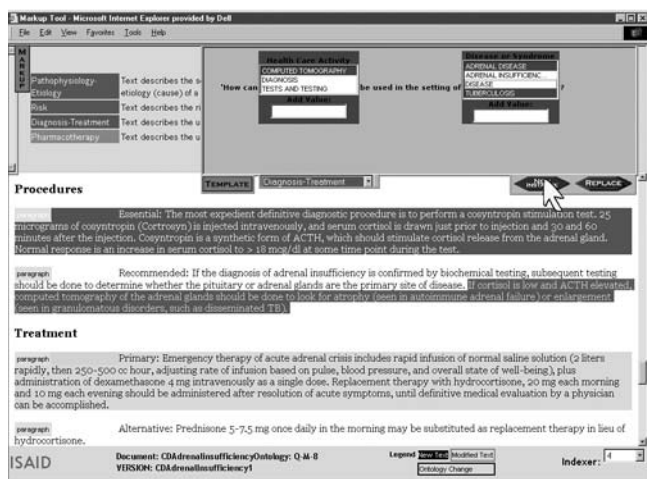 Markup Tool - Microsoft Internet Explorer provided by Dell
File Edit View Favorites Tools Help
MARKUP
Pathophysiology-Etiology
Text describes the
etiology (cause) of a
Risk
Text describes the
Diagnosis-Treatment
Text describes the
Pharmacotherapy
Text describes the
'How can
Health Care Activity
COMPUTED TOMOGRAPHY
DIAGNOSIS
TESTS AND TESTING
Add Value:
be used in the setting of
Disease or Syndrome
ADRENAL DISEASE
ADRENAL INSUFFICIENC...
DISEASE
TUBERCULOSIS
Add Value:
?
TEMPLATE Diagnosis-Treatment
REPLACE
Procedures
paragraph Essential: The most expedient definitive diagnostic procedure is to perform a cosyntropin stimulation test. 25
micrograms of cosyntropin (Cortrosyn) is injected intravenously, and serum cortisol is drawn just prior to injection and 30 and 60
minutes after the injection. Cosyntropin is a synthetic form of ACTH, which should stimulate cortisol release from the adrenal gland.
Normal response is an increase in serum cortisol to > 18 mcg/dl at some time point during the test.
paragraph Recommended: If the diagnosis of adrenal insufficiency is confirmed by biochemical testing, subsequent testing
should be done to determine whether the pituitary or adrenal glands are the primary site of disease. If cortisol is low and ACTH elevated,
computed tomography of the adrenal glands should be done to look for atrophy (seen in autoimmune adrenal failure) or enlargement
(seen in granulomatous disorders, such as disseminated TB).
Treatment
paragraph Primary: Emergency therapy of acute adrenal crisis includes rapid infusion of normal saline solution (2 liters
rapidly, then 250-500 cc hour, adjusting rate of infusion based on pulse, blood pressure, and overall state of well-being), plus
administration of dexamethasone 4 mg intravenously as a single dose. Replacement therapy with hydrocortisone, 20 mg each morning
and 10 mg each evening should be administered after resolution of acute symptoms, until definitive medical evaluation by a physician
can be accomplished.
paragraph Alternative: Prednisone 5-7.5 mg once daily in the morning may be substituted as replacement therapy in lieu of
hydrocortisone.
ISAID
Document: CDAdrenalInsufficiencyOntology: Q-M-8
VERSION: CDAdrenalInsufficiency1
Legend New Text Modified Text
Ontology Change
Indexer: 4